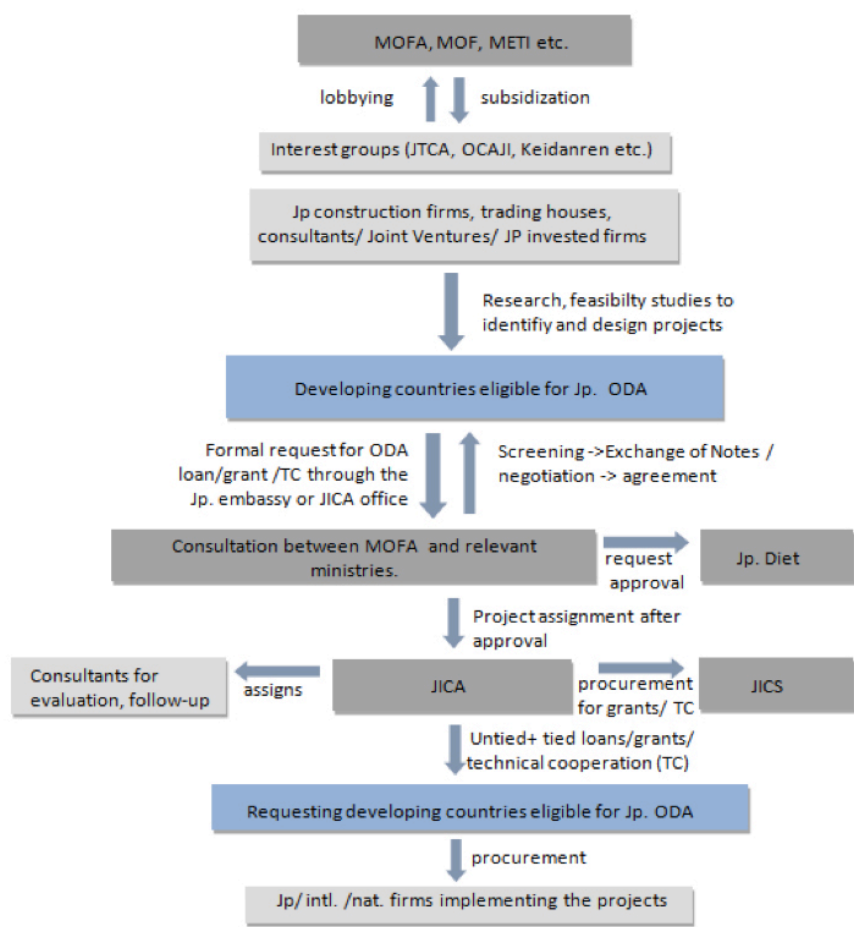 MOFA, MOF, METI etc.
lobbying
subsidization
Interest groups (JTCA, OCAJI, Keidanren etc.)
Jp construction firms, trading houses,
consultants/ Joint Ventures/ JP invested firms
Research, feasibilty studies to
identifiy and design projects
Developing countries eligible for Jp. ODA
Formal request for ODA
loan/grant /TC through the
Jp. embassy or JICA office
Screening ->Exchange of Notes /
negotiation -> agreement
Consultation between MOFA and relevant
ministries.
request
approval
Jp. Diet
Project assignment after
approval
Consultants for
evaluation, follow-up
assigns
JICA
procurement
for grants/ TC
JICS
Untied+ tied loans/grants/
technical cooperation (TC)
Requesting developing countries eligible for Jp. ODA
procurement
Jp/ intl. /nat. firms implementing the projects